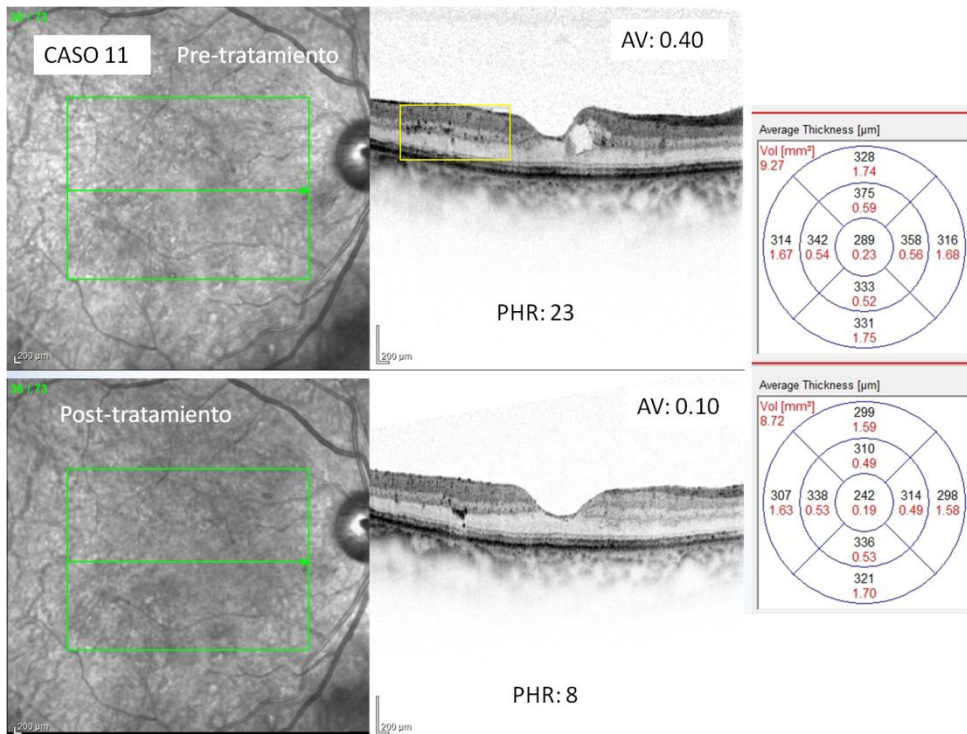 36 / 73
CASO 11
Pre-tratamiento
AV: 0.40
PHR: 23
200 µm
200 µm
Average Thickness [µm]
Vol [mm³]
9.27
328
1.74
375
0.59
314 342 289 358 316
1.67 0.54 0.23 0.56 1.68
333
0.52
331
1.75
36 / 73
Post-tratamiento
AV: 0.10
PHR: 8
200 µm
200 µm
Average Thickness [µm]
Vol [mm³]
8.72
299
1.59
310
0.49
307 338 242 314 298
1.63 0.53 0.19 0.49 1.58
336
0.53
321
1.70